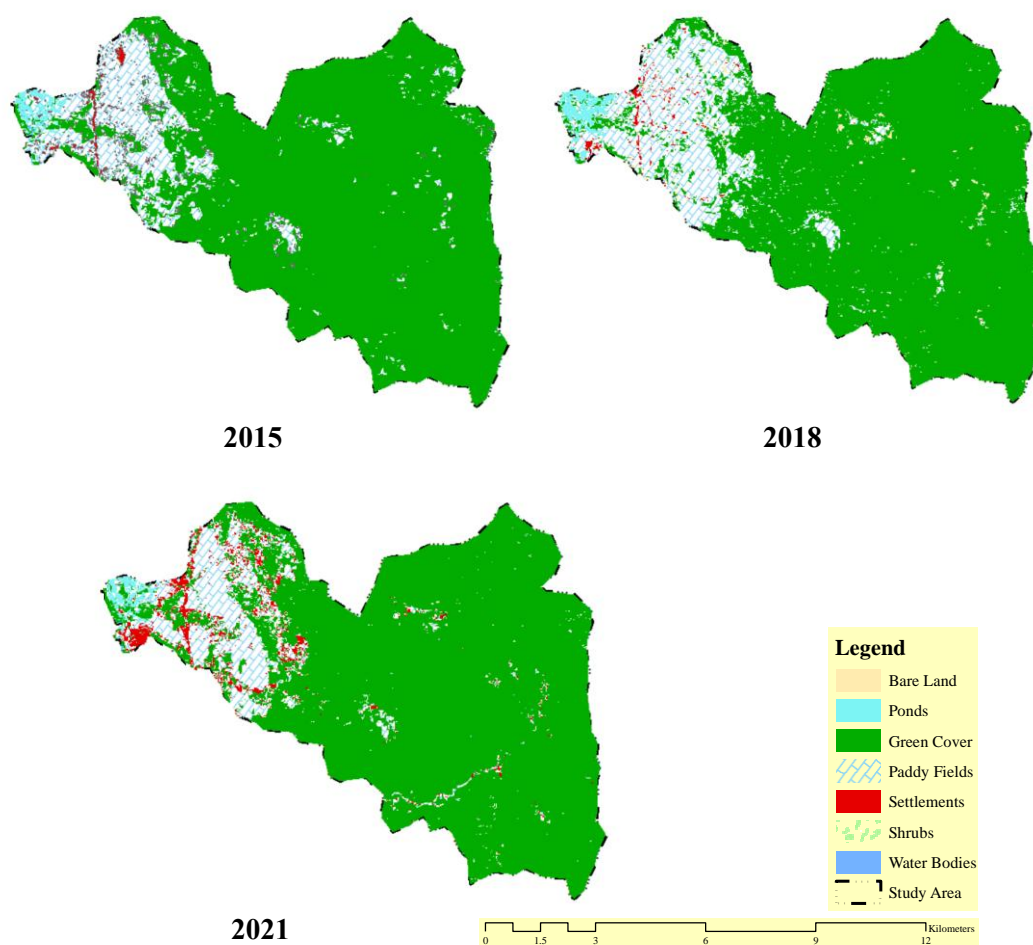 2015
2018
2021
Legend
Bare Land
Ponds
Green Cover
Paddy Fields
Settlements
Shrubs
Water Bodies
Study Area
Kilometers
0 1.5 3 6 9 12